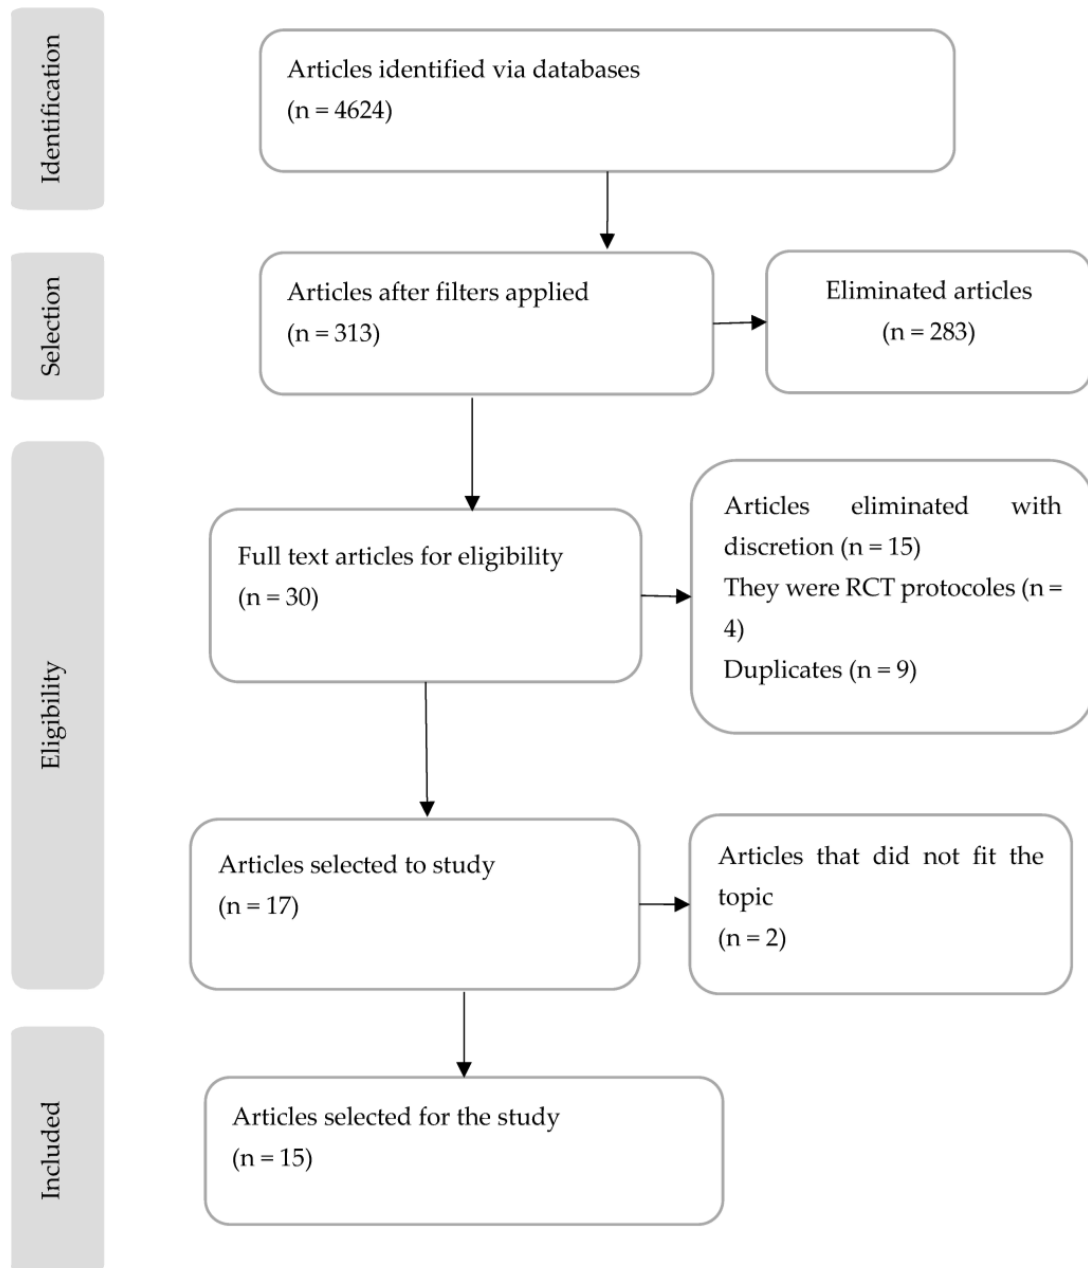 Identification
Articles identified via databases
(n = 4624)
Selection
Articles after filters applied
(n = 313)
Eliminated articles
(n = 283)
Eligibility
Full text articles for eligibility
(n = 30)
Articles eliminated with
discretion (n = 15)
They were RCT protocoles (n =
4)
Duplicates (n = 9)
Articles selected to study
(n = 17)
Articles that did not fit the
topic
(n = 2)
Included
Articles selected for the study
(n = 15)